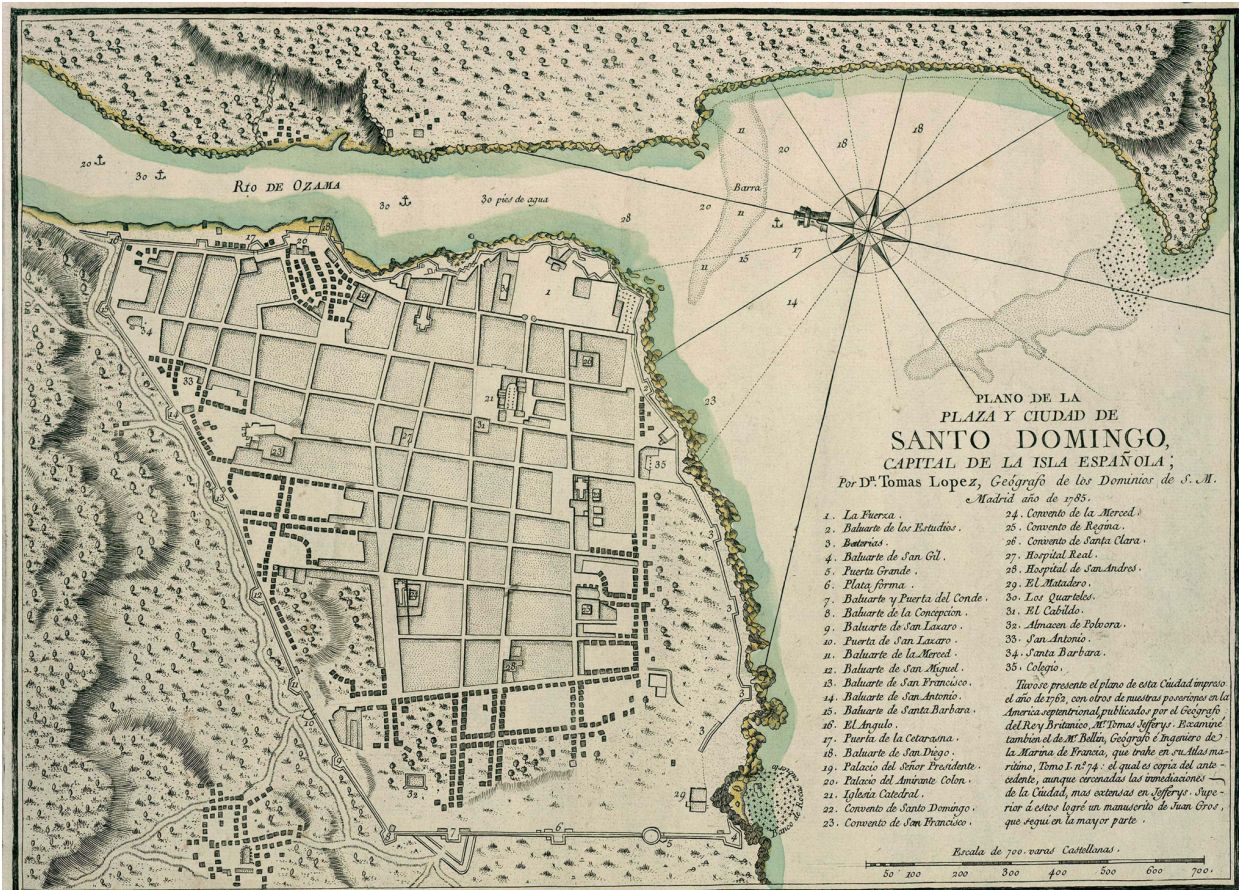 Río DE OZAMA
30 pies de agua
Barra
PLANO DE LA
PLAZA Y CIUDAD DE
SANTO DOMINGO,
CAPITAL DE LA ISLA ESPAÑOLA;
Por Dn. Tomas Lopez, Geógrafo de los Dominios de S. M.
Madrid año de 1785.
1. La Fuerza.
2. Baluarte de los Estudios.
3. Baterias.
4. Baluarte de San Gil.
5. Puerta Grande.
6. Plata forma.
7. Baluarte y Puerta del Conde.
8. Baluarte de la Concepcion.
9. Baluarte de San Lazaro.
10. Puerta de San Lazaro.
11. Baluarte de la Merced.
12. Baluarte de San Miguel.
13. Baluarte de San Francisco.
14. Baluarte de San Antonio.
15. Baluarte de Santa Barbara.
16. El Angulo.
17. Puerta de la Cetarasna.
18. Baluarte de San Diego.
19. Palacio del Señor Presidente.
20. Palacio del Amirante Colon.
21. Iglesia Catedral.
22. Convento de Santo Domingo.
23. Convento de San Francisco.
24. Convento de la Merced.
25. Convento de Regina.
26. Convento de Santa Clara.
27. Hospital Real.
28. Hospital de San Andres.
29. El Matadero.
30. Los Quarteles.
31. El Cabildo.
32. Almacen de Polvora.
33. San Antonio.
34. Santa Barbara.
35. Colegio.
Tuvose presente el plano de esta Ciudad impreso
el año de 1762, con otros de nuestras posesiones en la
America septentrional, publicados por el Geógrafo
del Rey Britanico, Mr. Tomas Jefferys. Examiné
tambien el de Mr. Bellin, Geógrafo é Ingeniero de
la Marina de Francia, que trahe en su Atlas ma-
ritimo, Tomo I. n.º 74: el qual es copia del ante-
cedente, aunque cercenadas las inmediaciones
de la Ciudad, mas extensas en Jefferys. Supe-
rior á estos logré un manuscrito de Juan Gros,
que segui en la mayor parte.
Escala de 700. varas Castellanas.
50 100 200 300 400 500 600 700.